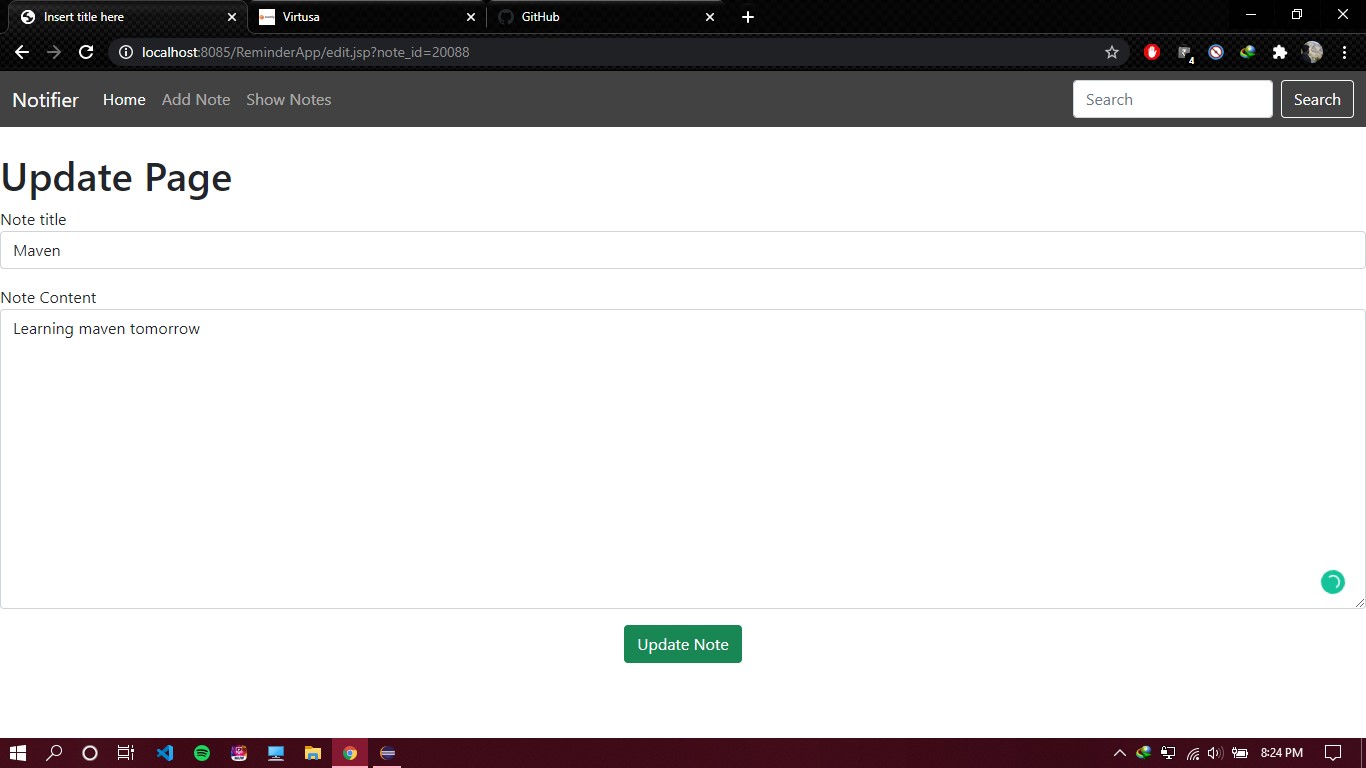 Insert title here
Virtusa
GitHub
localhost:8085/ReminderApp/edit.jsp?note_id=20088
4
Notifier Home Add Note Show Notes Search Search
Update Page
Note title
Maven
Note Content
Learning maven tomorrow
Update Note
8:24 PM